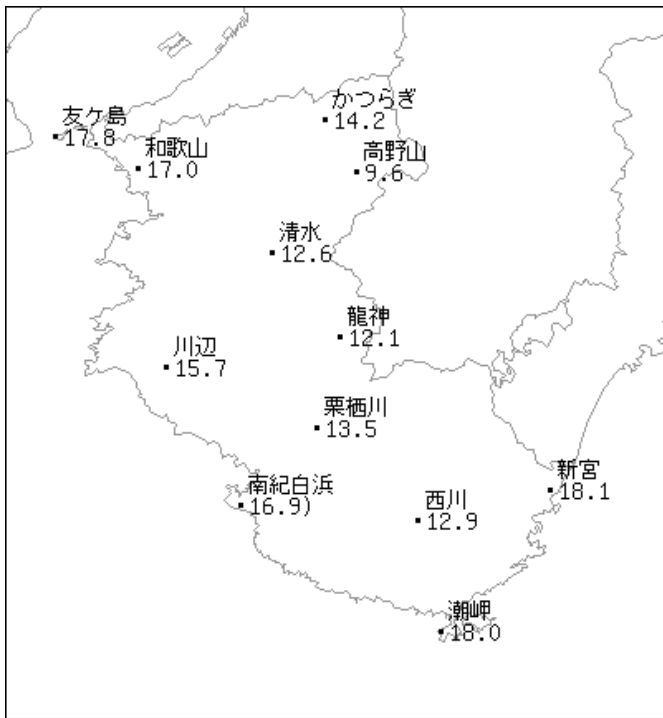 かつらぎ
14.2
友ケ島
17.8
和歌山
17.0
高野山
9.6
清水
12.6
龍神
12.1
川辺
15.7
栗栖川
13.5
新宮
18.1
南紀白浜
16.9)
西川
12.9
潮岬
18.0